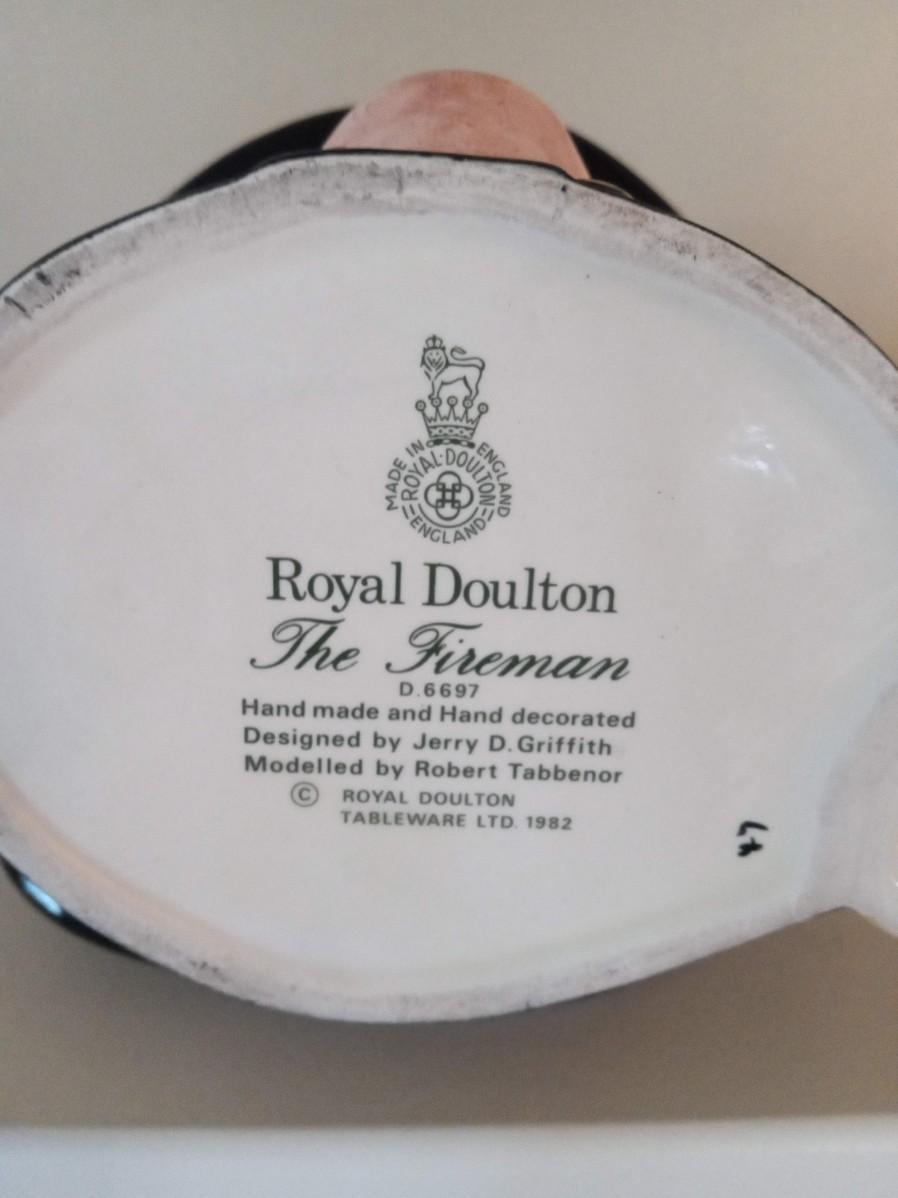 MADE IN ENGLAND
ROYAL·DOULTON
ENGLAND
Royal Doulton
The Fireman
D.6697
Hand made and Hand decorated
Designed by Jerry D. Griffith
Modelled by Robert Tabbenor
© ROYAL DOULTON
TABLEWARE LTD. 1982